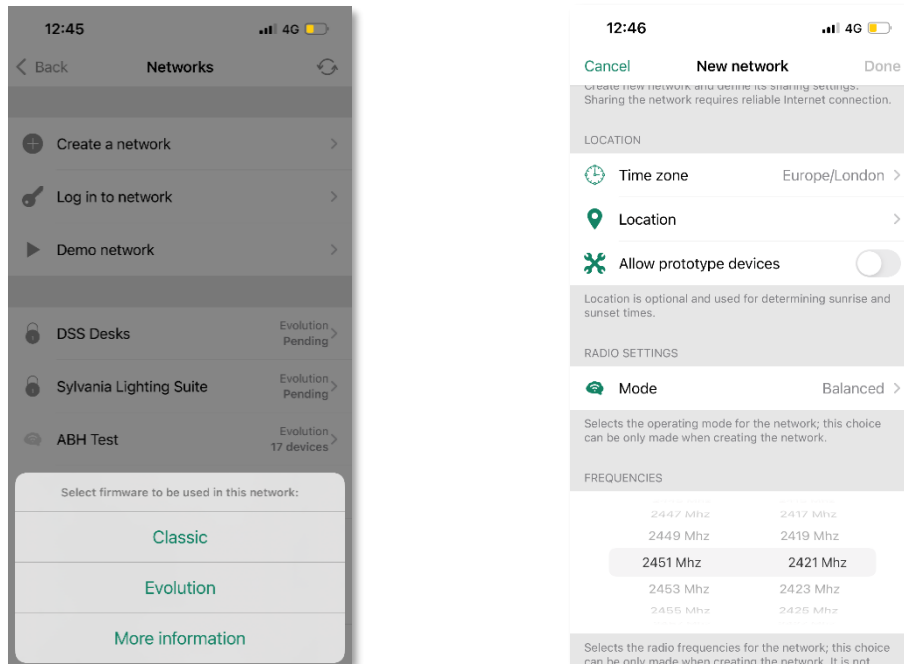 12:45
4G
Back
Networks
Create a network
Log in to network
Demo network
DSS Desks
Evolution
Pending
Sylvania Lighting Suite
Evolution
Pending
ABH Test
Evolution
17 devices
Select firmware to be used in this network:
Classic
Evolution
More information
12:46
4G
Cancel
New network
Done
Create new network and define its sharing settings.
Sharing the network requires reliable Internet connection.
LOCATION
Time zone
Europe/London
Location
Allow prototype devices
Location is optional and used for determining sunrise and
sunset times.
RADIO SETTINGS
Mode
Balanced
Selects the operating mode for the network; this choice
can be only made when creating the network.
FREQUENCIES
2447 Mhz 2417 Mhz
2449 Mhz 2419 Mhz
2451 Mhz 2421 Mhz
2453 Mhz 2423 Mhz
2455 Mhz 2425 Mhz
Selects the radio frequencies for the network; this choice
can be only made when creating the network. It is not